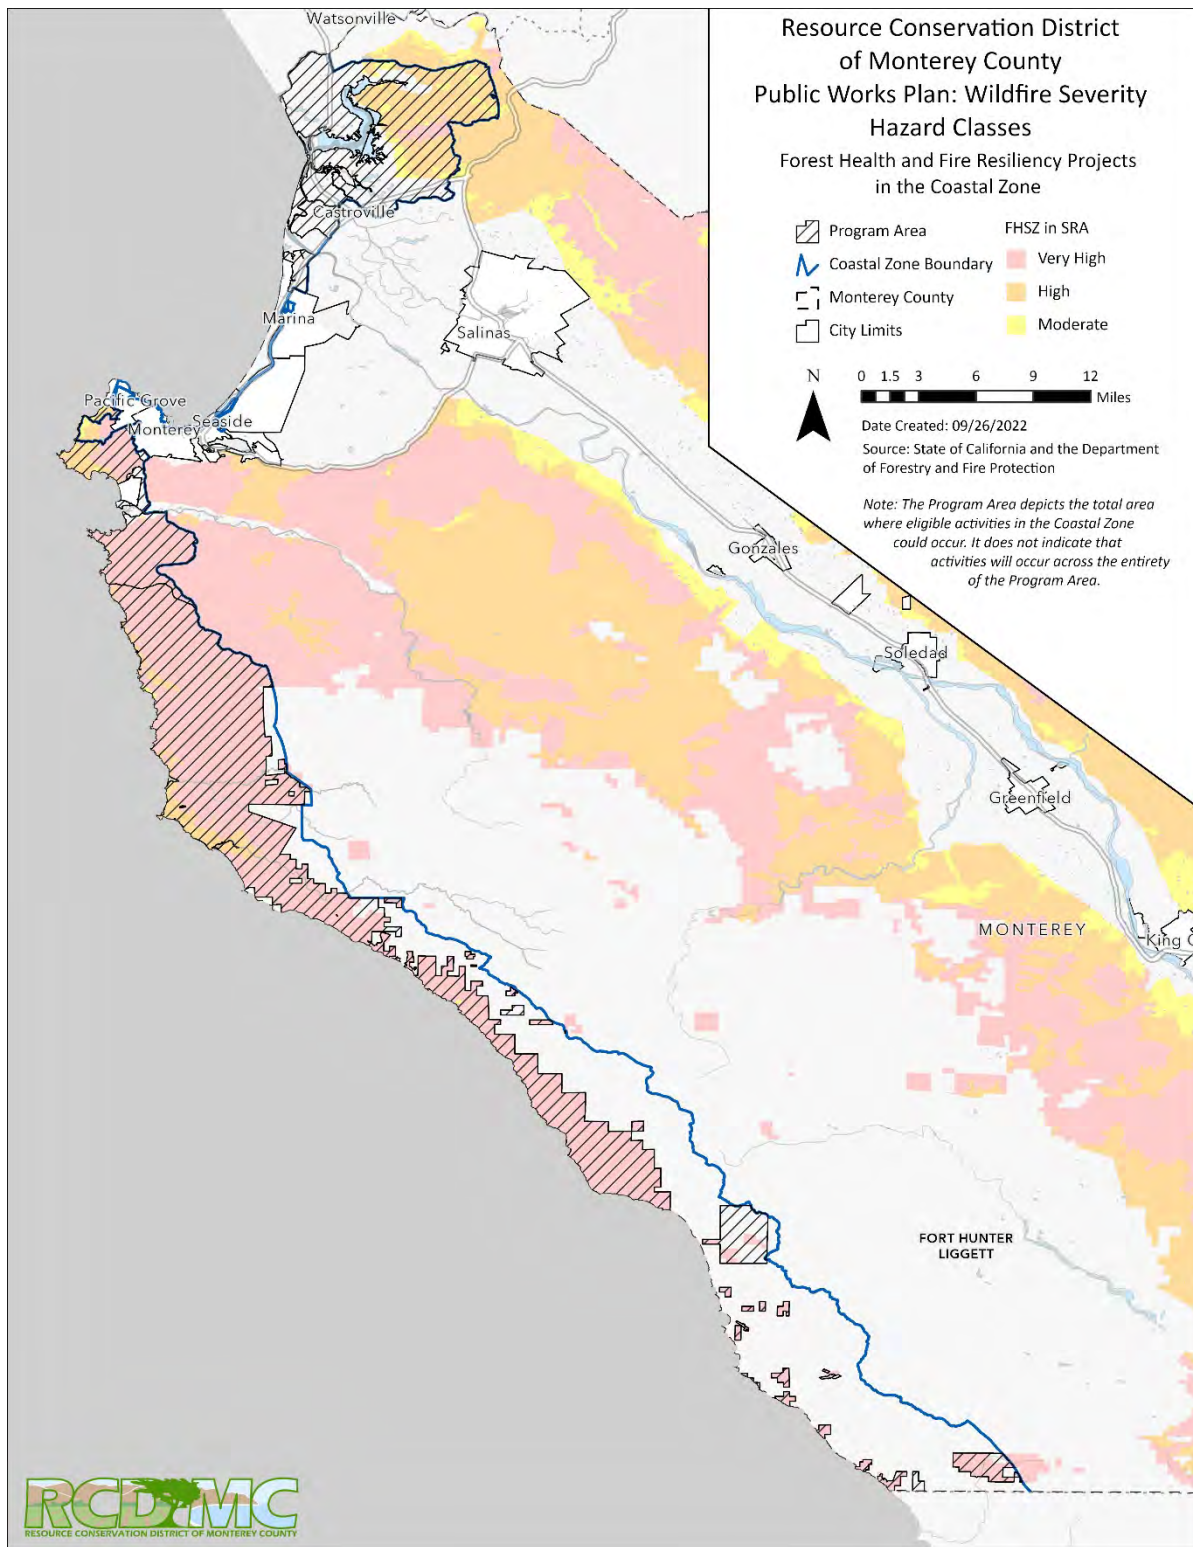 Resource Conservation District
of Monterey County
Public Works Plan: Wildfire Severity
Hazard Classes
Forest Health and Fire Resiliency Projects
in the Coastal Zone
Program Area
Coastal Zone Boundary
Monterey County
City Limits
FHSZ in SRA
Very High
High
Moderate
N
0 1.5 3 6 9 12
Miles
Date Created: 09/26/2022
Source: State of California and the Department
of Forestry and Fire Protection
Note: The Program Area depicts the total area
where eligible activities in the Coastal Zone
could occur. It does not indicate that
activities will occur across the entirety
of the Program Area.
Watsonville
Castroville
Marina
Salinas
Pacific Grove
Seaside
Monterey
Gonzales
Soledad
Greenfield
MONTEREY
King C
FORT HUNTER
LIGGETT
RCD MC
RESOURCE CONSERVATION DISTRICT OF MONTEREY COUNTY